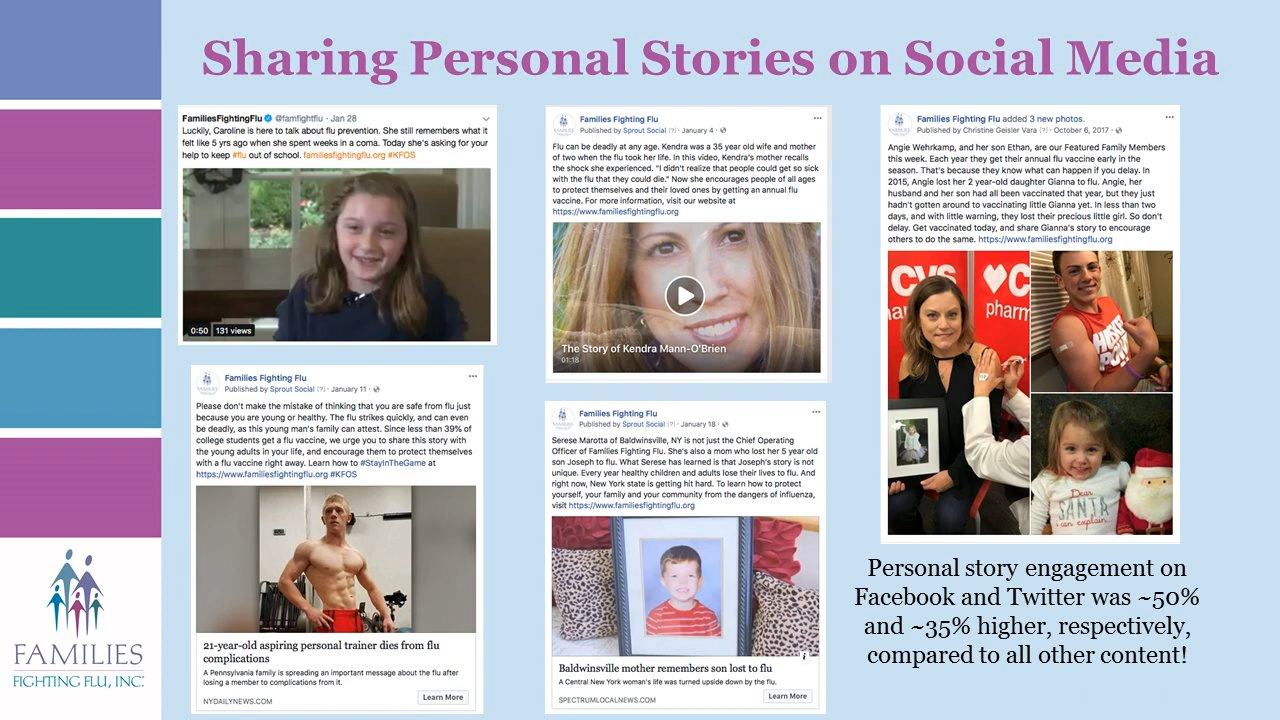 Sharing Personal Stories on Social Media
FamiliesFightingFlu @famfightflu · Jan 28
Luckily, Caroline is here to talk about flu prevention. She still remembers what it
felt like 5 yrs ago when she spent weeks in a coma. Today she's asking for your
help to keep #flu out of school. familiesfightingflu.org #KFOS
0:50 131 views
Families Fighting Flu
Published by Sprout Social [?] · January 11 ·
Please don't make the mistake of thinking that you are safe from flu just
because you are young or healthy. The flu strikes quickly, and can even
be deadly, as this young man's family can attest. Since less than 39% of
college students get a flu vaccine, we urge you to share this story with
the young adults in your life, and encourage them to protect themselves
with a flu vaccine right away. Learn how to #StayInTheGame at
https://www.familiesfightingflu.org #KFOS
21-year-old aspiring personal trainer dies from flu
complications
A Pennsylvania family is spreading an important message about the flu after
losing a member to complications from it.
NYDAILYNEWS.COM
Learn More
Families Fighting Flu
Published by Sprout Social [?] · January 4 ·
Flu can be deadly at any age. Kendra was a 35 year old wife and mother
of two when the flu took her life. In this video, Kendra's mother recalls
the shock she experienced. "I didn't realize that people could get so sick
with the flu that they could die." Now she encourages people of all ages
to protect themselves and their loved ones by getting an annual flu
vaccine. For more information, visit our website at
https://www.familiesfightingflu.org
The Story of Kendra Mann-O'Brien
01:18
Families Fighting Flu
Published by Sprout Social [?] · January 18 ·
Serese Marotta of Baldwinsville, NY is not just the Chief Operating
Officer of Families Fighting Flu. She's also a mom who lost her 5 year old
son Joseph to flu. What Serese has learned is that Joseph's story is not
unique. Every year healthy children and adults lose their lives to flu. And
right now, New York state is getting hit hard. To learn how to protect
yourself, your family and your community from the dangers of influenza,
visit https://www.familiesfightingflu.org
Baldwinsville mother remembers son lost to flu
A Central New York woman's life was turned upside down by the flu.
SPECTRUMLOCALNEWS.COM
Learn More
Families Fighting Flu added 3 new photos.
Published by Christine Geisler Vara [?] · October 6, 2017 ·
Angie Wehrkamp, and her son Ethan, are our Featured Family Members
this week. Each year they get their annual flu vaccine early in the
season. That's because they know what can happen if you delay. In
2015, Angie lost her 2 year-old daughter Gianna to flu. Angie, her
husband and her son had all been vaccinated that year, but they just
hadn't gotten around to vaccinating little Gianna yet. In less than two
days, and with little warning, they lost their precious little girl. So don't
delay. Get vaccinated today, and share Gianna's story to encourage
others to do the same. https://www.familiesfightingflu.org
CVS
C
pharm
Dear
SANTA
i can explain
Personal story engagement on
Facebook and Twitter was ~50%
and ~35% higher, respectively,
compared to all other content!
FAMILIES
FIGHTING FLU, INC.